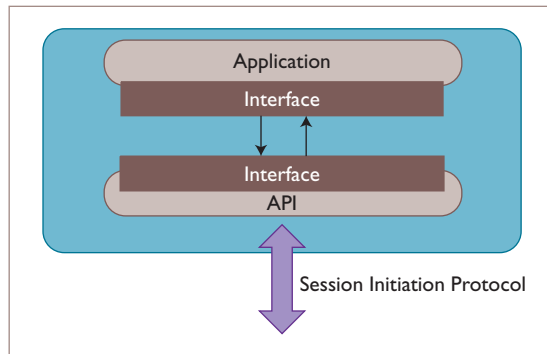 Application
Interface
Interface
API
Session Initiation Protocol